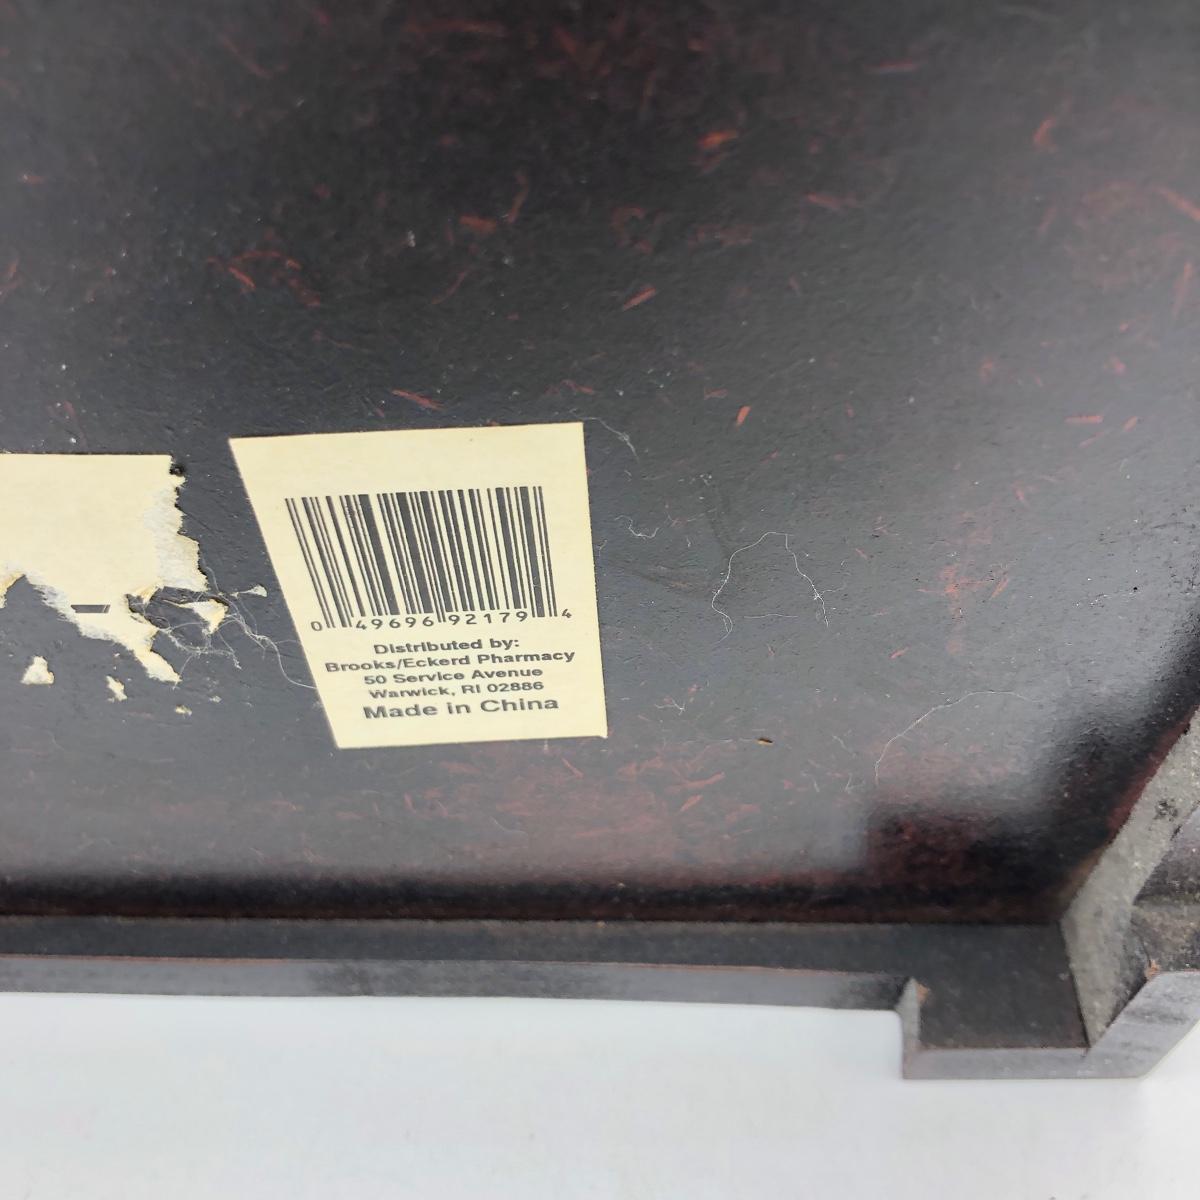 0 49696 92179 4
Distributed by:
Brooks/Eckerd Pharmacy
50 Service Avenue
Warwick, RI 02886
Made in China